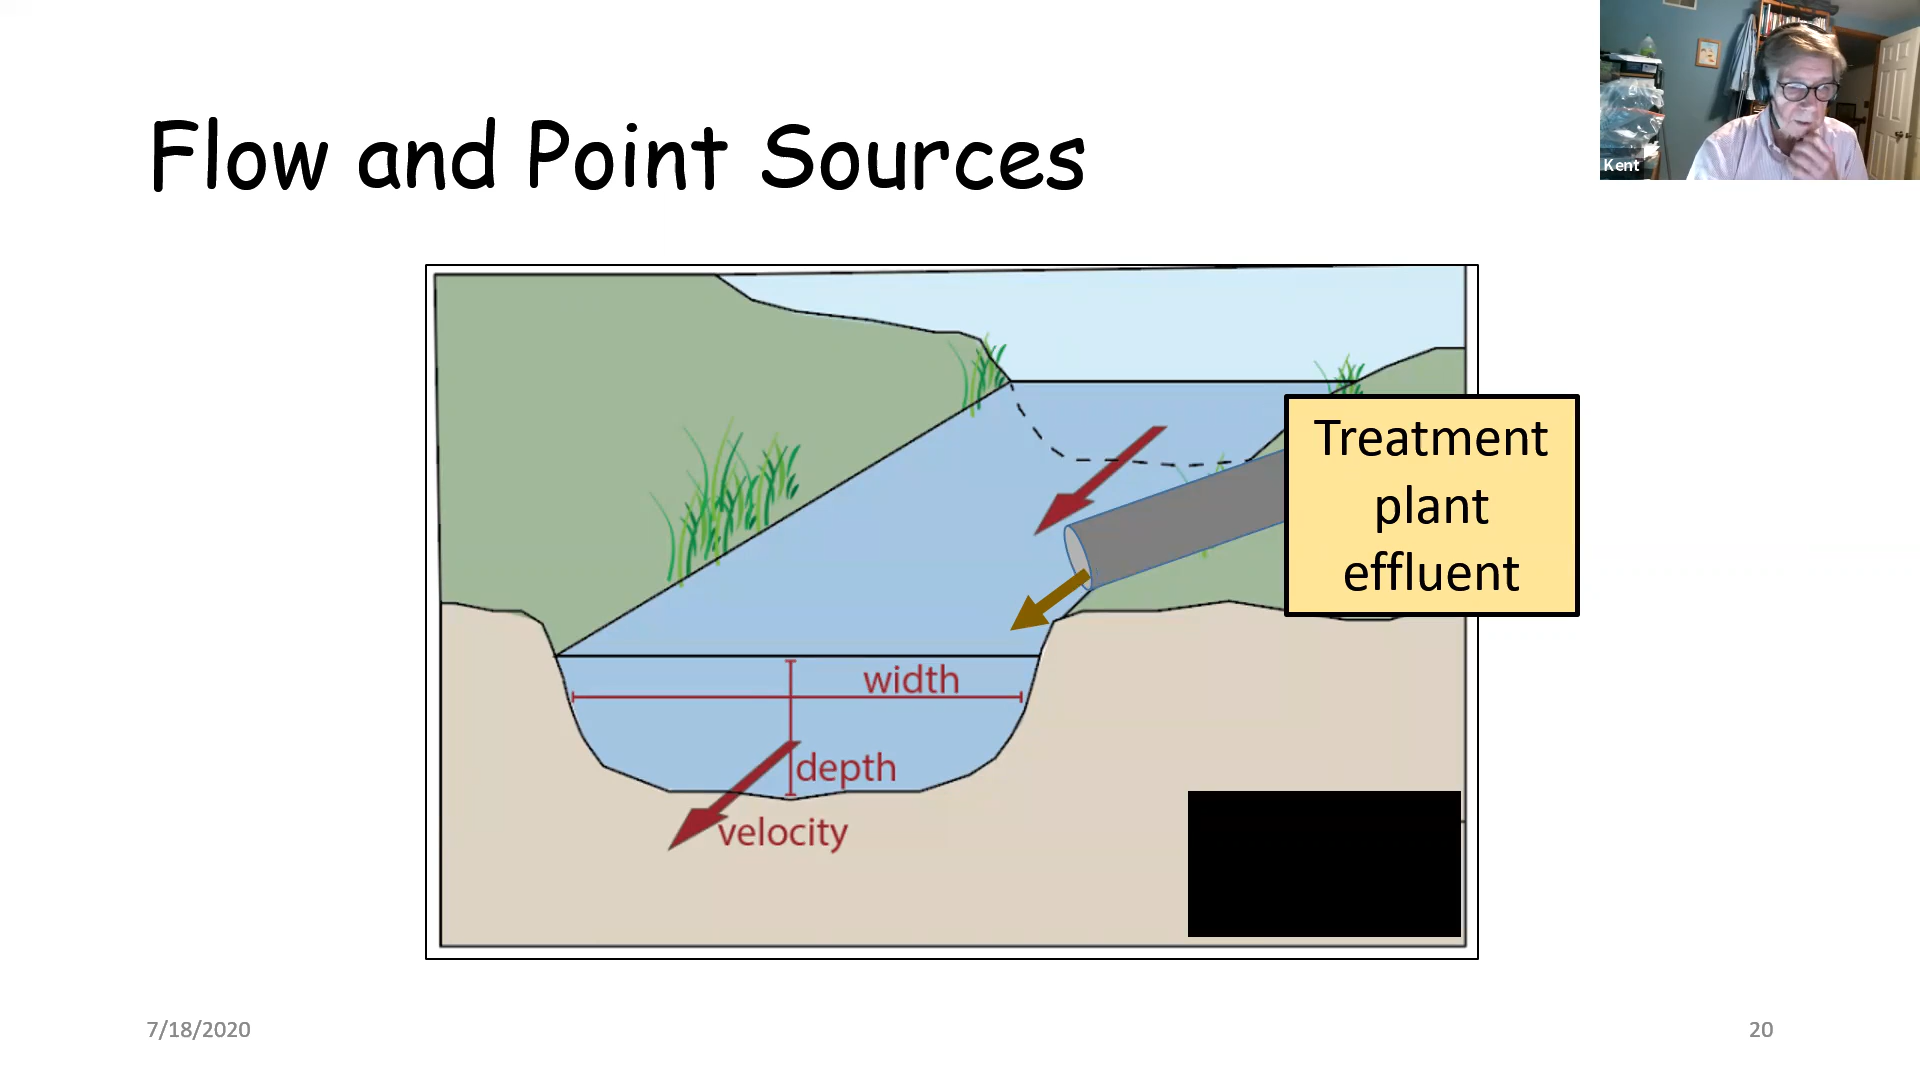 Flow and Point Sources
Kent
Treatment
plant
effluent
width
depth
velocity
7/18/2020
20